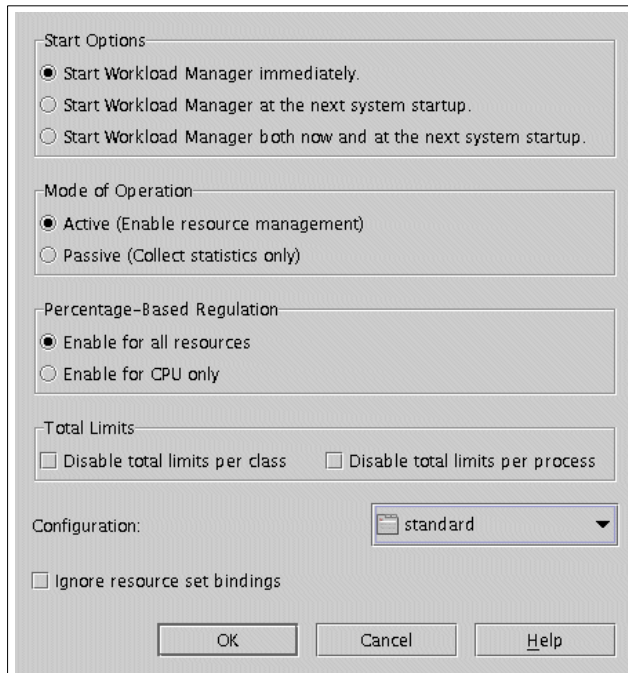 Start Options
Start Workload Manager immediately.
Start Workload Manager at the next system startup.
Start Workload Manager both now and at the next system startup.
Mode of Operation
Active (Enable resource management)
Passive (Collect statistics only)
Percentage-Based Regulation
Enable for all resources
Enable for CPU only
Total Limits
Disable total limits per class Disable total limits per process
Configuration: standard
Ignore resource set bindings
OK Cancel Help